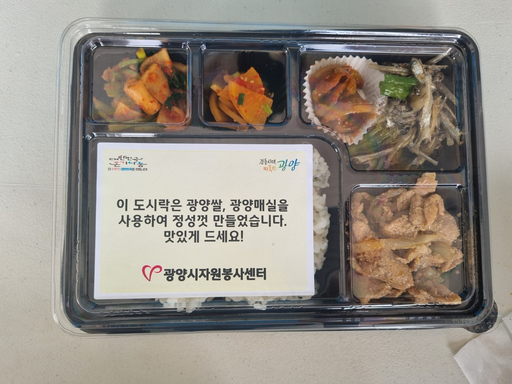 광양
이 도시락은 광양쌀, 광양매실을
사용하여 정성껏 만들었습니다.
맛있게 드세요!
광양시자원봉사센터